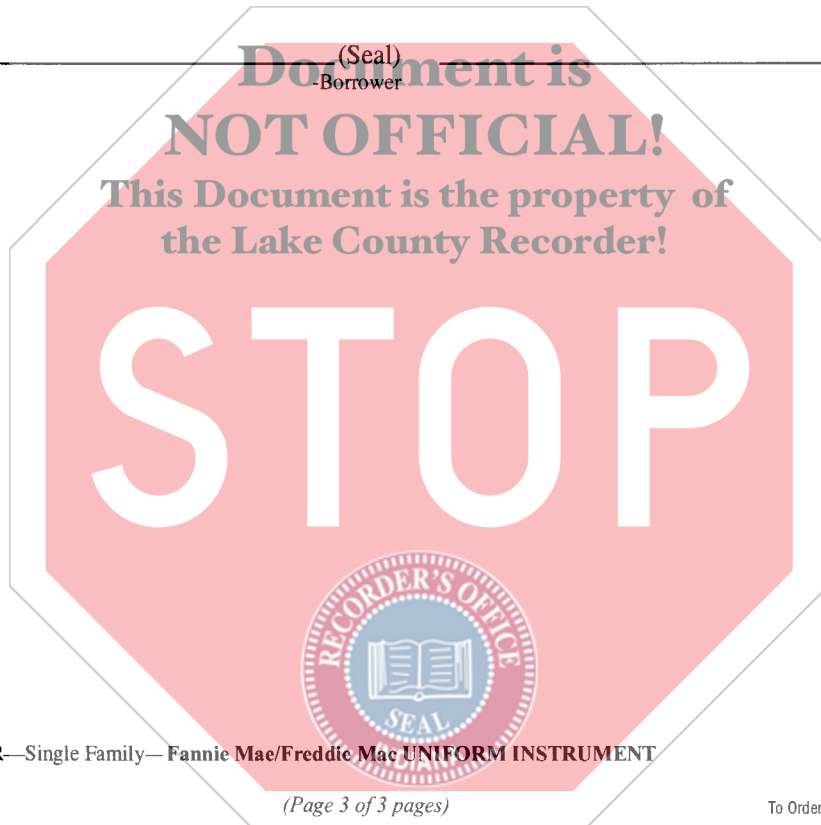 (Seal)
Document is
-Borrower
NOT OFFICIAL!
This Document is the property of
the Lake County Recorder!
STOP
RECORDER'S OFFICE
SEAL
INDIANA
R—Single Family—Fannie Mae/Freddie Mac UNIFORM INSTRUMENT
(Page 3 of 3 pages)
To Order